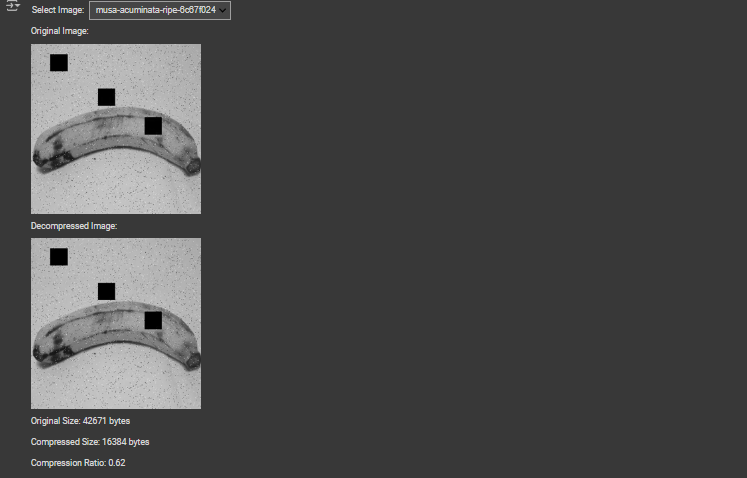 Select Image: musa-acuminata-ripe-6c67f024
Original Image:
Decompressed Image:
Original Size: 42671 bytes
Compressed Size: 16384 bytes
Compression Ratio: 0.62